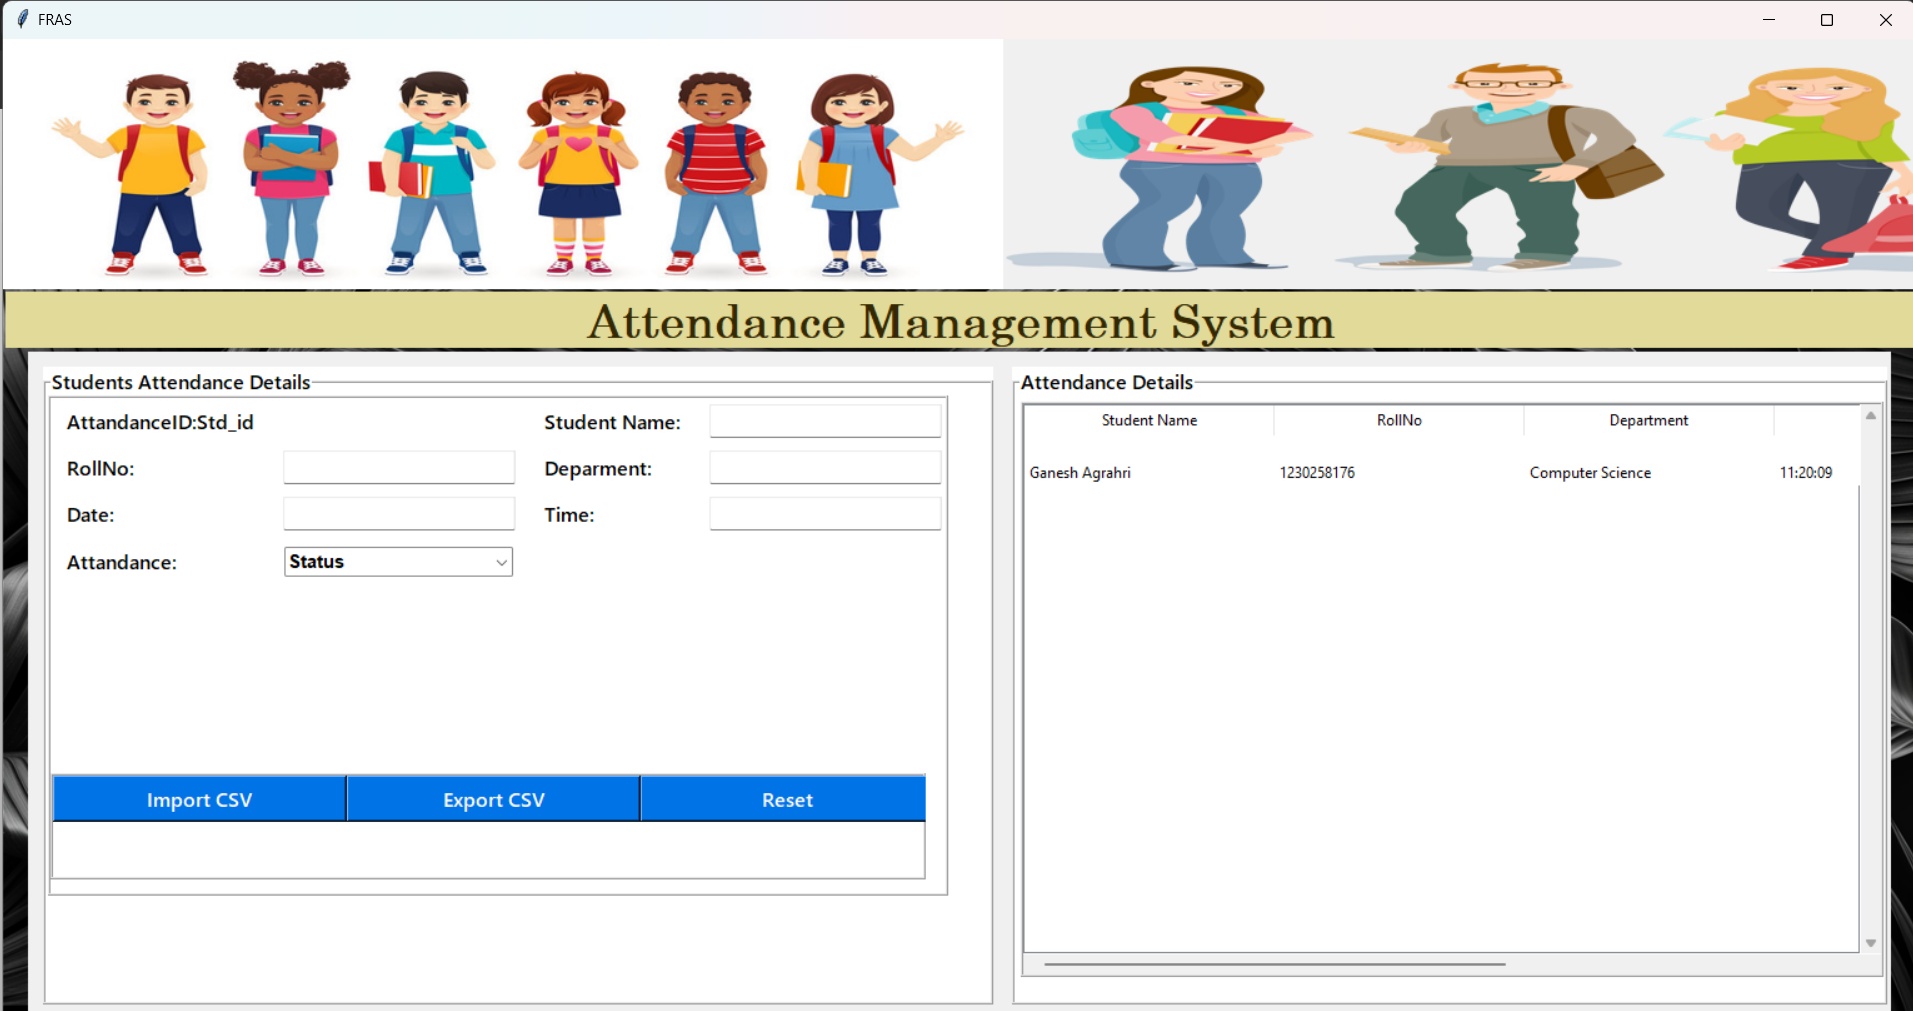 FRAS
Attendance Management System
Students Attendance Details
AttandanceID:Std_id
Student Name:
RollNo:
Deparment:
Date:
Time:
Attandance:
Status
Import CSV
Export CSV
Reset
Attendance Details
Student Name RollNo Department
Ganesh Agrahri 1230258176 Computer Science 11:20:09